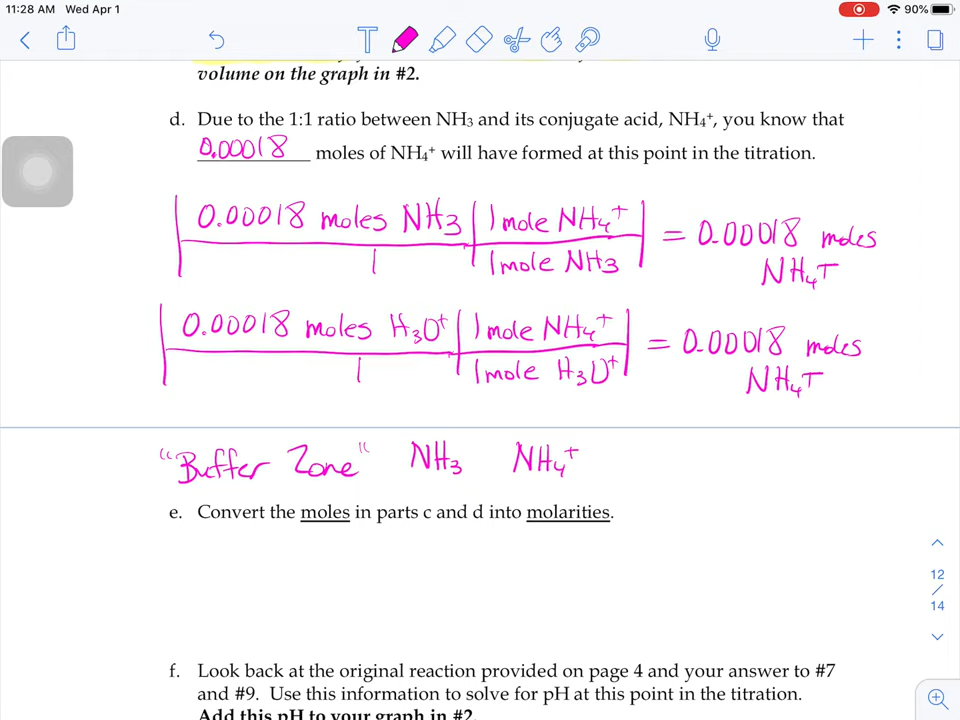 11:28 AM Wed Apr 1
90%
volume on the graph in #2.
d. Due to the 1:1 ratio between NH3 and its conjugate acid, NH4+, you know that
0.00018 moles of NH4+ will have formed at this point in the titration.
0.00018 moles NH3 | 1 mole NH4+ = 0.00018 moles
1 | 1 mole NH3 NH4+
0.00018 moles H3O+ | 1 mole NH4+ = 0.00018 moles
1 | 1 mole H3O+ NH4+
"Buffer Zone" NH3 NH4+
e. Convert the moles in parts c and d into molarities.
12
/
14
f. Look back at the original reaction provided on page 4 and your answer to #7
and #9. Use this information to solve for pH at this point in the titration.
Add this pH to your graph in #2.